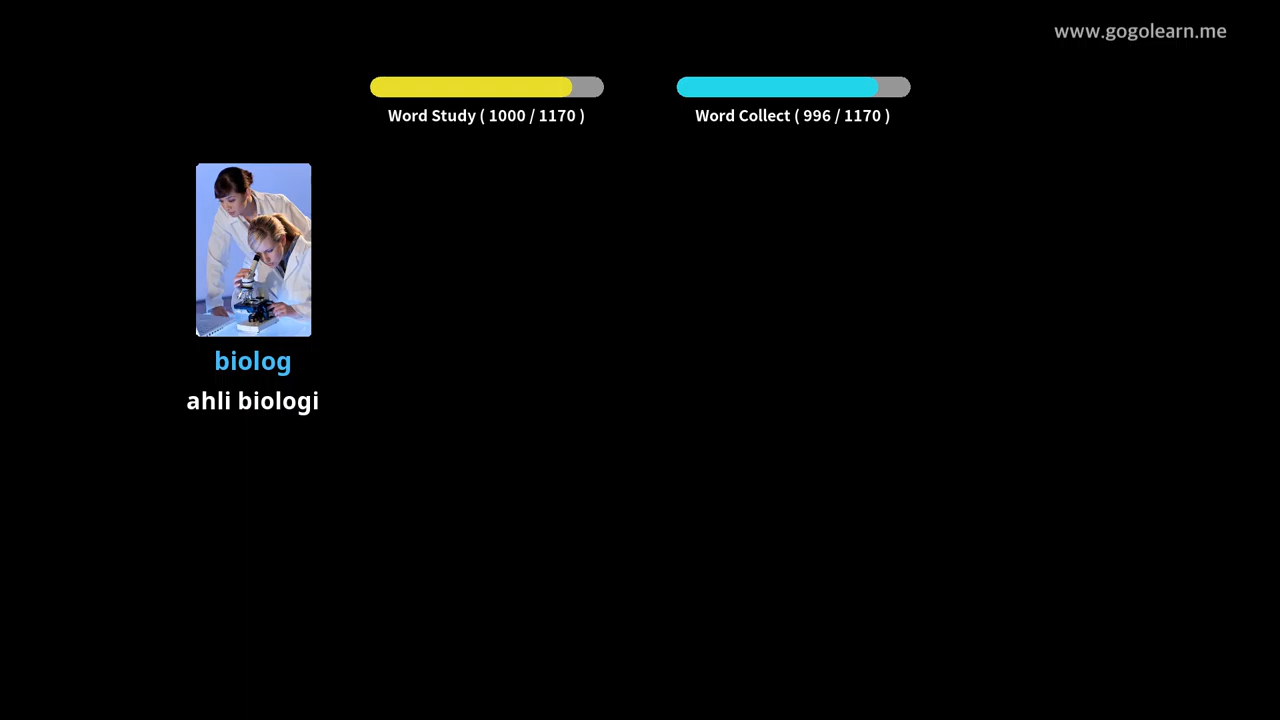 www.gogolearn.me
Word Study ( 1000 / 1170 )
Word Collect ( 996 / 1170 )
biolog
ahli biologi